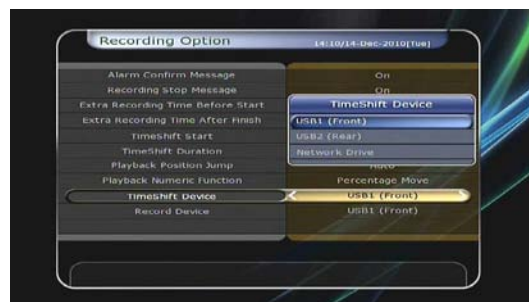 Recording Option
14:10/14-Dec-2010[Tue]
Alarm Confirm Message On
Recording Stop Message On
Extra Recording Time Before Start
Extra Recording Time After Finish
TimeShift Start
TimeShift Duration
Playback Position Jump Auto
Playback Numeric Function Percentage Move
TimeShift Device USB1 (Front)
Record Device USB1 (Front)
TimeShift Device
USB1 (Front)
USB2 (Rear)
Network Drive